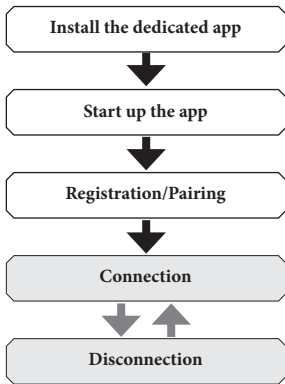 Install the dedicated app
Start up the app
Registration/Pairing
Connection
Disconnection